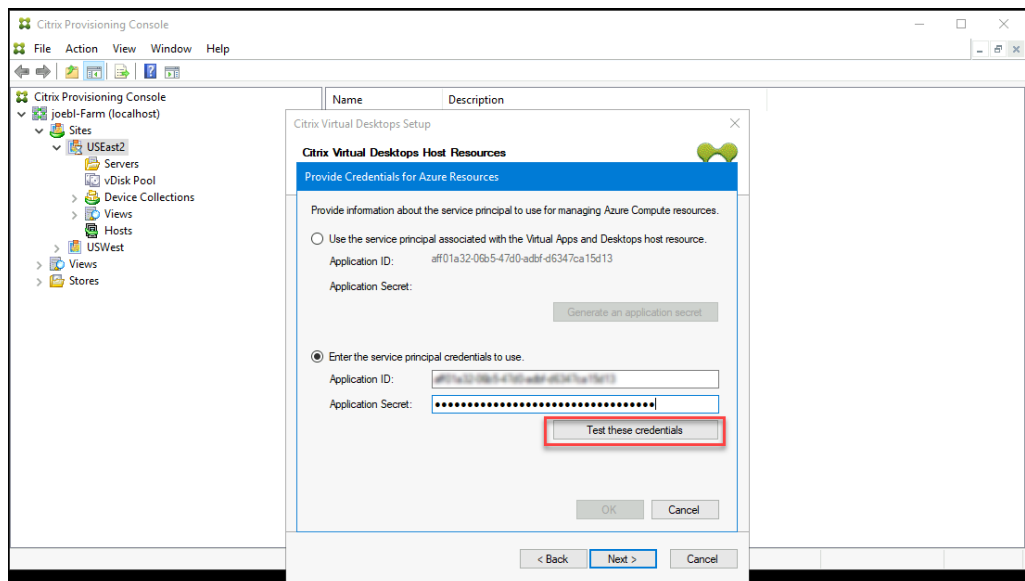 Citrix Provisioning Console
File Action View Window Help
Citrix Provisioning Console
joebl-Farm (localhost)
Sites
USEast2
Servers
vDisk Pool
Device Collections
Views
Hosts
USWest
Views
Stores
Name Description
Citrix Virtual Desktops Setup
Citrix Virtual Desktops Host Resources
Provide Credentials for Azure Resources
Provide information about the service principal to use for managing Azure Compute resources.
Use the service principal associated with the Virtual Apps and Desktops host resource.
Application ID: aff01a32-06b5-47d0-adbf-d6347ca15d13
Application Secret:
Generate an application secret
Enter the service principal credentials to use.
Application ID:
Application Secret:
Test these credentials
OK Cancel
< Back Next > Cancel